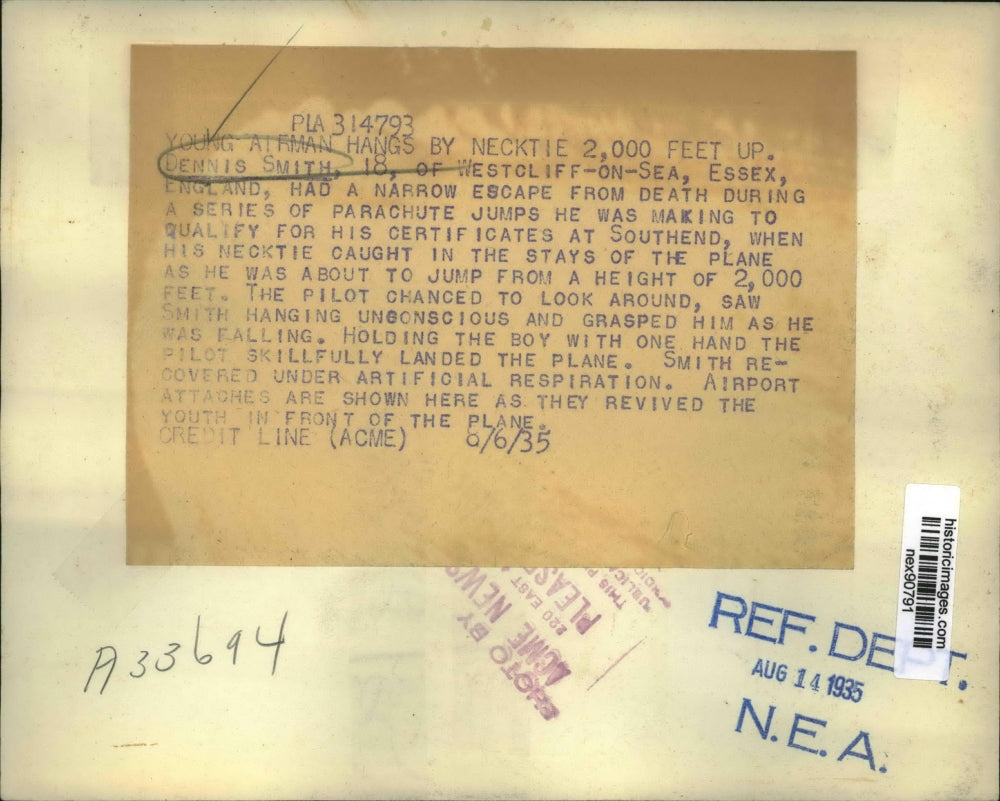 PLA 314793
YOUNG AIRMAN HANGS BY NECKTIE 2,000 FEET UP.
DENNIS SMITH, 18, OF WESTCLIFF-ON-SEA, ESSEX,
ENGLAND, HAD A NARROW ESCAPE FROM DEATH DURING
A SERIES OF PARACHUTE JUMPS HE WAS MAKING TO
QUALIFY FOR HIS CERTIFICATES AT SOUTHEND, WHEN
HIS NECKTIE CAUGHT IN THE STAYS OF THE PLANE
AS HE WAS ABOUT TO JUMP FROM A HEIGHT OF 2,000
FEET. THE PILOT CHANCED TO LOOK AROUND, SAW
SMITH HANGING UNCONSCIOUS AND GRASPED HIM AS HE
WAS FALLING. HOLDING THE BOY WITH ONE HAND THE
PILOT SKILLFULLY LANDED THE PLANE. SMITH RE-
COVERED UNDER ARTIFICIAL RESPIRATION. AIRPORT
ATTACHES ARE SHOWN HERE AS THEY REVIVED THE
YOUTH IN FRONT OF THE PLANE.
CREDIT LINE (ACME) 8/6/35
historicimages.com
nex90791
PHOTO BY
ACME NEWS
220 EAST
PLEASE
THIS
A33694
REF. DEPT.
AUG 14 1935
N.E.A.